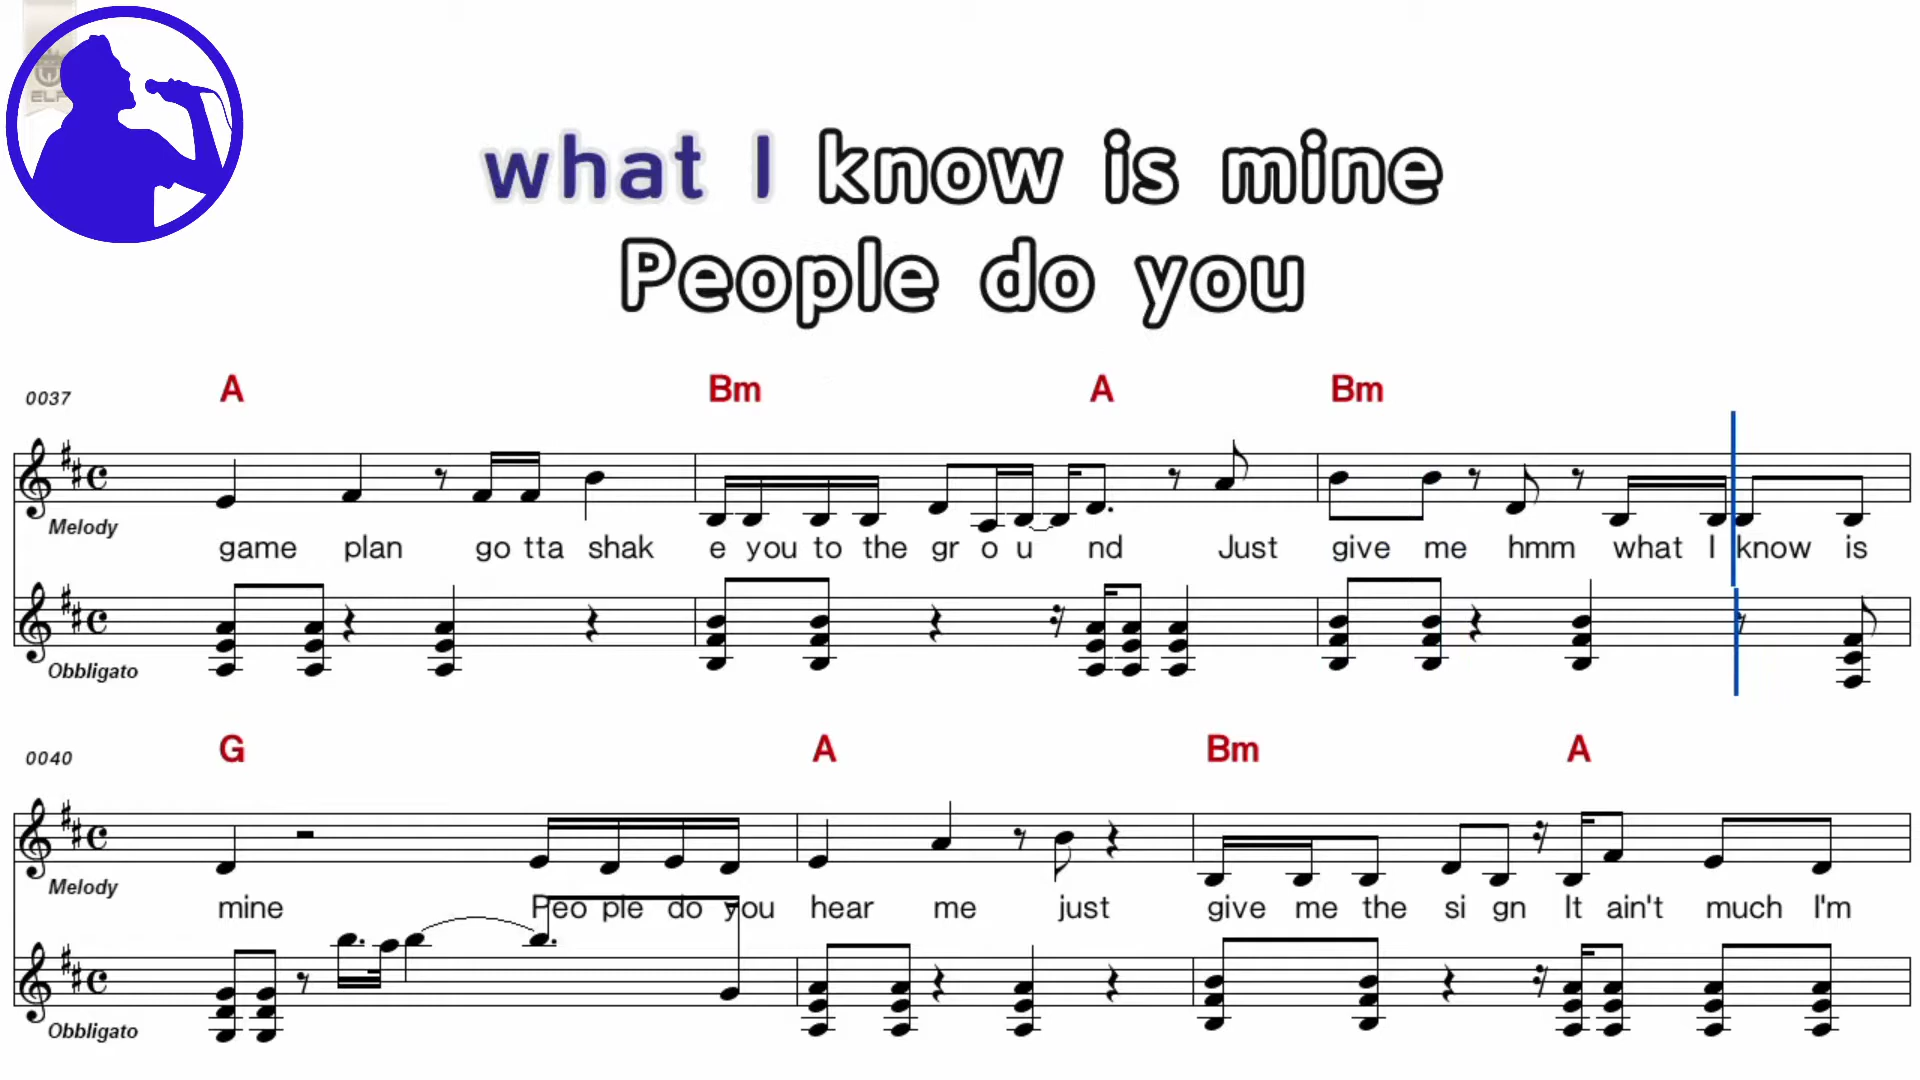 ELF
what I know is mine
People do you
0037 A Bm A Bm
Melody
game plan go tta shak e you to the gr o u nd Just give me hmm what I know is
Obbligato
0040 G A Bm A
Melody
mine Peo ple do you hear me just give me the si gn It ain't much I'm
Obbligato